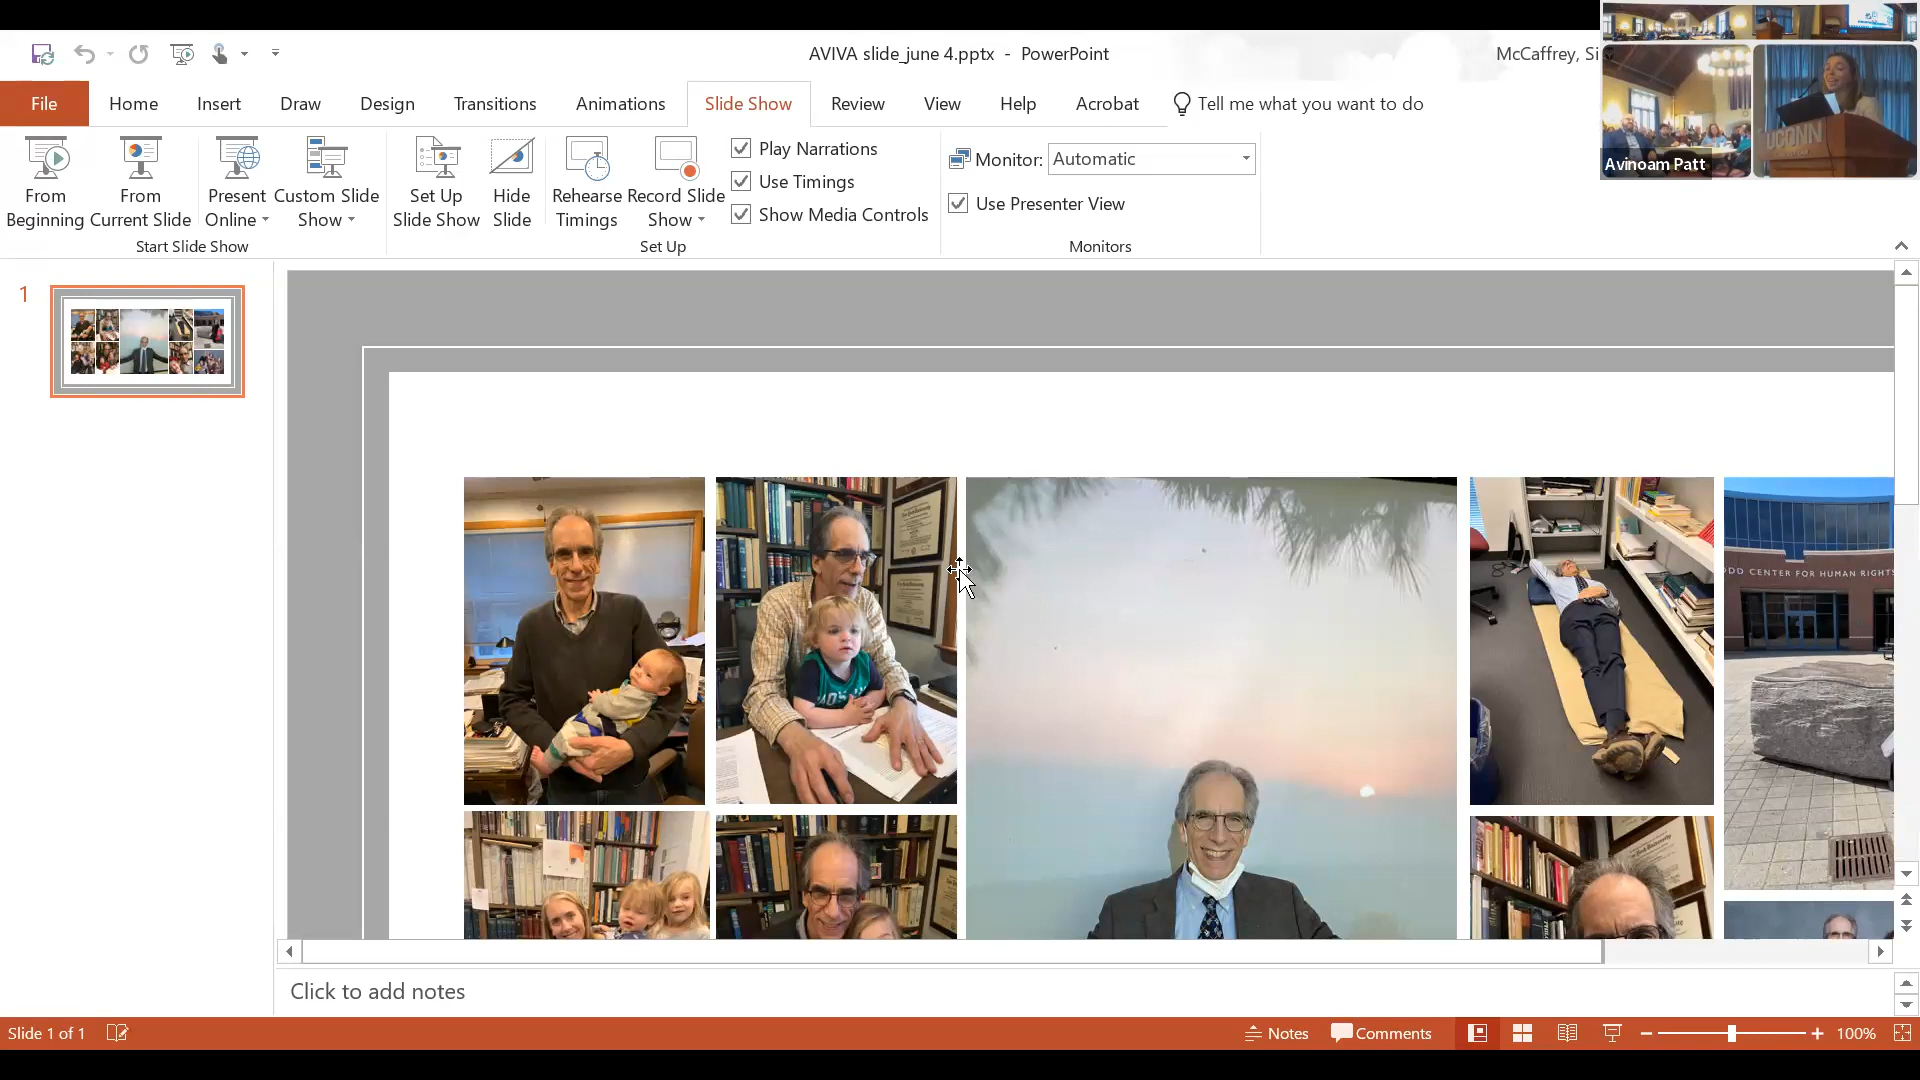 AVIVA slide_june 4.pptx - PowerPoint
McCaffrey, Si
File Home Insert Draw Design Transitions Animations Slide Show Review View Help Acrobat Tell me what you want to do
From Beginning
From Current Slide
Present Online
Custom Slide Show
Start Slide Show
Set Up Slide Show
Hide Slide
Rehearse Timings
Record Slide Show
Play Narrations
Use Timings
Show Media Controls
Set Up
Monitor: Automatic
Use Presenter View
Monitors
UCONN
Avinoam Patt
1
ODD CENTER FOR HUMAN RIGHTS
Click to add notes
Slide 1 of 1
Notes
Comments
100%